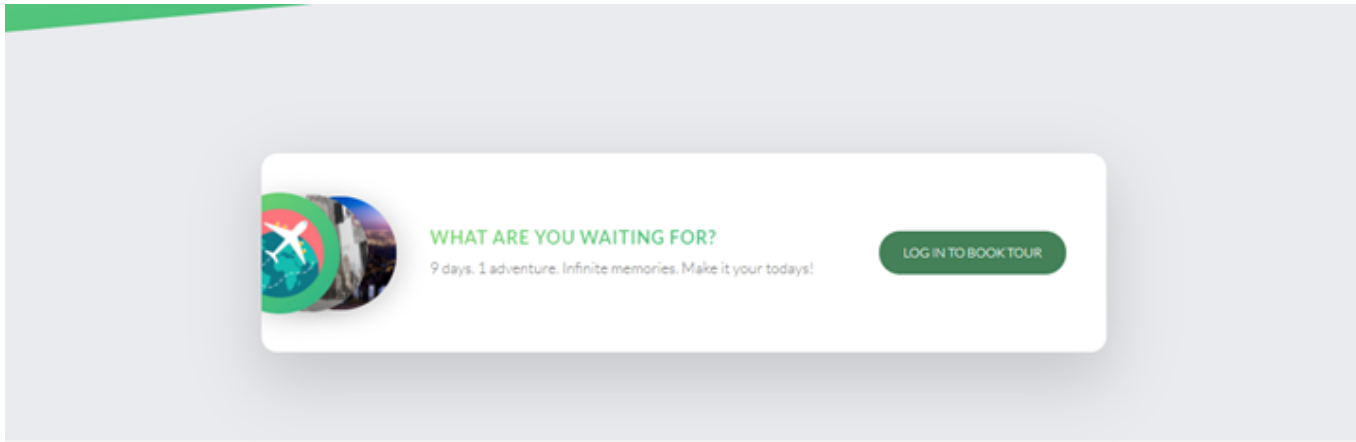 WHAT ARE YOU WAITING FOR?
9 days. 1 adventure. Infinite memories. Make it your todays!
LOG IN TO BOOK TOUR